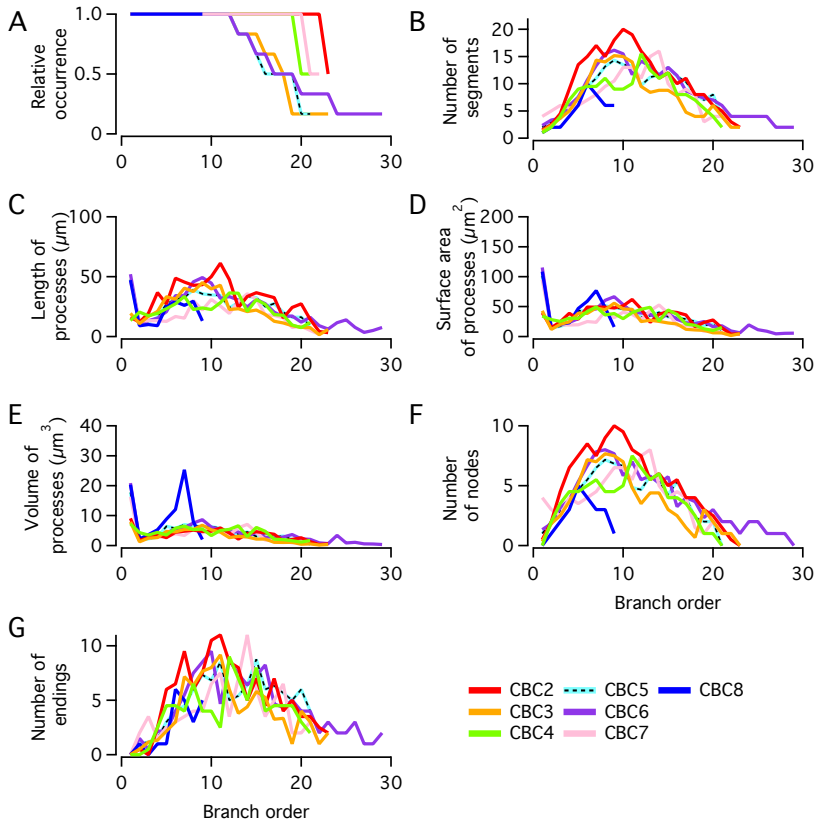 A
Relative
occurrence
1.0
0.5
0
0
10
20
30
B
Number of
segments
20
15
10
5
0
0
10
20
30
C
Length of
processes (µm)
100
50
0
0
10
20
30
D
Surface area
of processes (µm²)
200
150
100
50
0
0
10
20
30
E
Volume of
processes (µm³)
40
30
20
10
0
0
10
20
30
F
Number
of nodes
10
5
0
0
10
20
30
Branch order
G
Number of
endings
10
5
0
0
10
20
30
Branch order
CBC2
CBC5
CBC8
CBC3
CBC6
CBC4
CBC7